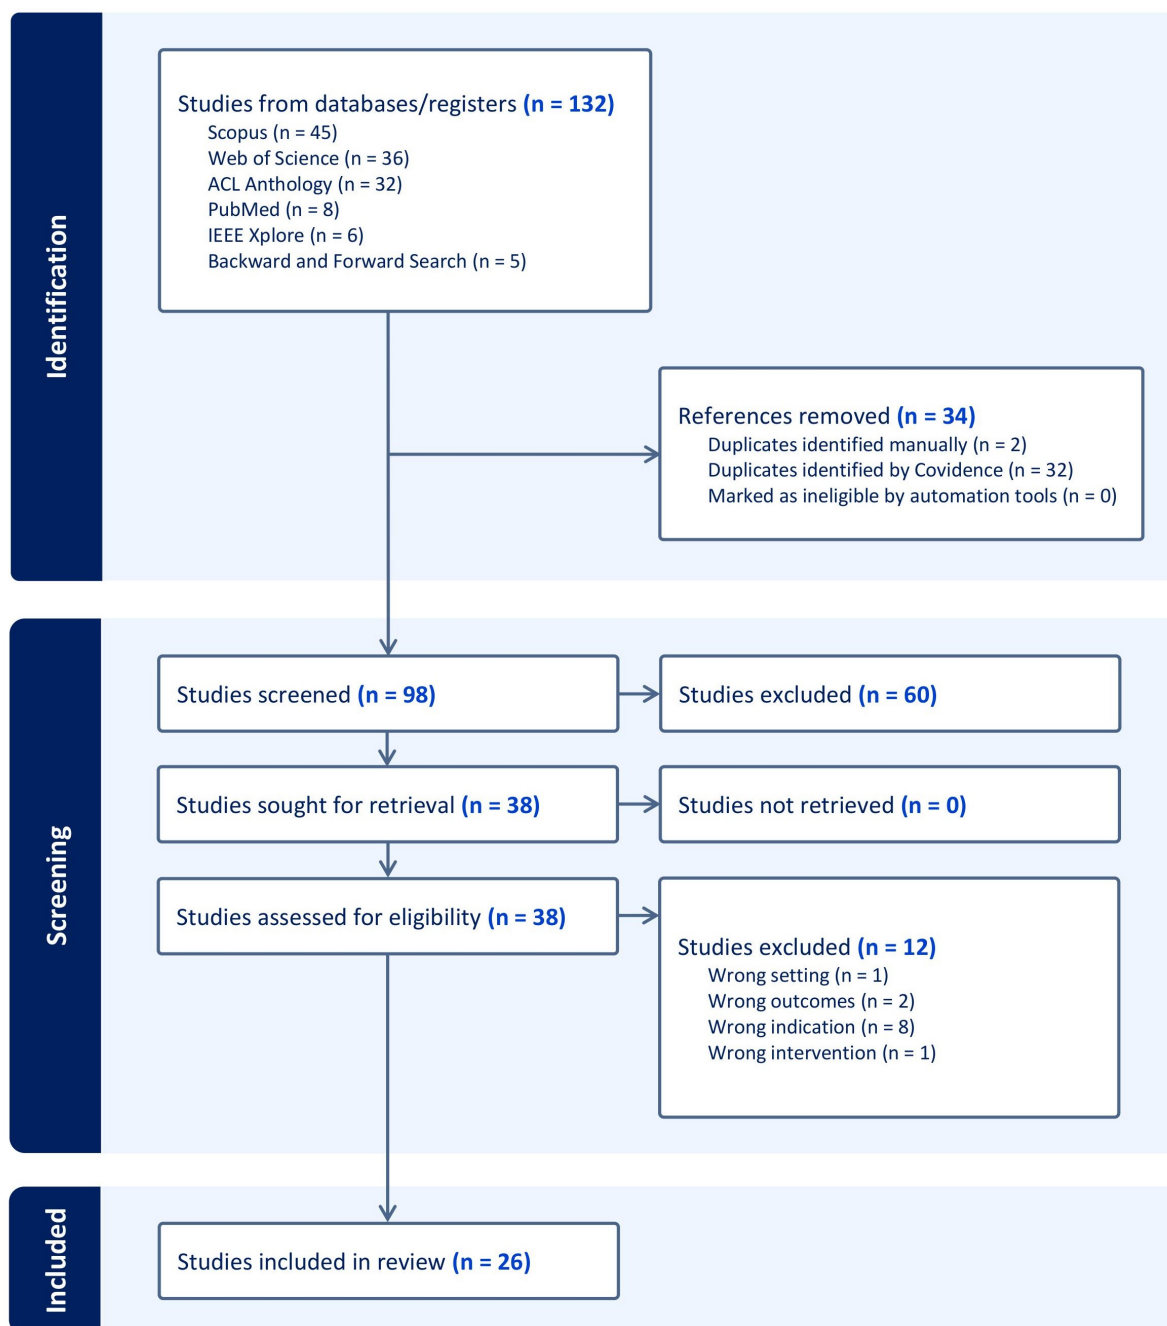 Identification
Studies from databases/registers (n = 132)
Scopus (n = 45)
Web of Science (n = 36)
ACL Anthology (n = 32)
PubMed (n = 8)
IEEE Xplore (n = 6)
Backward and Forward Search (n = 5)
References removed (n = 34)
Duplicates identified manually (n = 2)
Duplicates identified by Covidence (n = 32)
Marked as ineligible by automation tools (n = 0)
Screening
Studies screened (n = 98)
Studies excluded (n = 60)
Studies sought for retrieval (n = 38)
Studies not retrieved (n = 0)
Studies assessed for eligibility (n = 38)
Studies excluded (n = 12)
Wrong setting (n = 1)
Wrong outcomes (n = 2)
Wrong indication (n = 8)
Wrong intervention (n = 1)
Included
Studies included in review (n = 26)